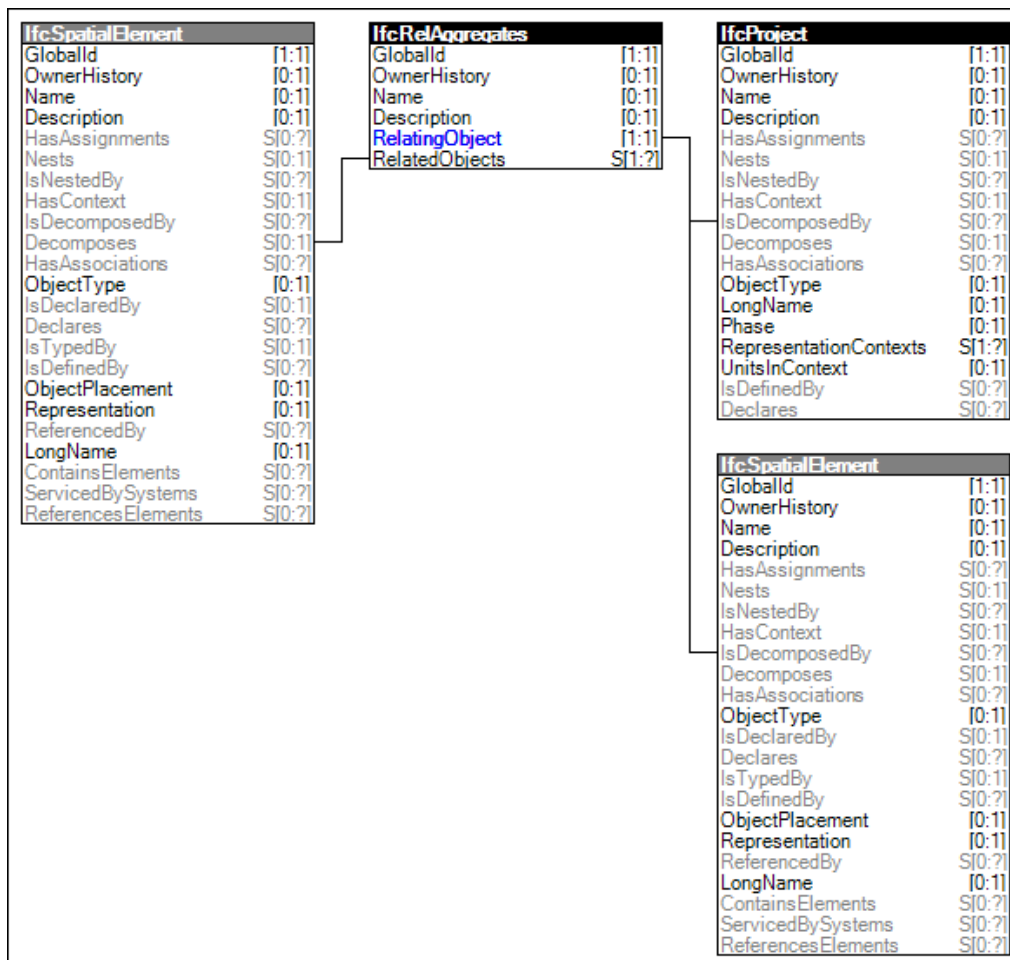 IfcSpatialElement
GlobalId [1:1]
OwnerHistory [0:1]
Name [0:1]
Description [0:1]
HasAssignments S[0:?]
Nests S[0:1]
IsNestedBy S[0:?]
HasContext S[0:1]
IsDecomposedBy S[0:?]
Decomposes S[0:1]
HasAssociations S[0:?]
ObjectType [0:1]
IsDeclaredBy S[0:1]
Declares S[0:?]
IsTypedBy S[0:1]
IsDefinedBy S[0:?]
ObjectPlacement [0:1]
Representation [0:1]
ReferencedBy S[0:?]
LongName [0:1]
ContainsElements S[0:?]
ServicedBySystems S[0:?]
ReferencesElements S[0:?]
IfcRelAggregates
GlobalId [1:1]
OwnerHistory [0:1]
Name [0:1]
Description [0:1]
RelatingObject [1:1]
RelatedObjects S[1:?]
IfcProject
GlobalId [1:1]
OwnerHistory [0:1]
Name [0:1]
Description [0:1]
HasAssignments S[0:?]
Nests S[0:1]
IsNestedBy S[0:?]
HasContext S[0:1]
IsDecomposedBy S[0:?]
Decomposes S[0:1]
HasAssociations S[0:?]
ObjectType [0:1]
LongName [0:1]
Phase [0:1]
RepresentationContexts S[1:?]
UnitsInContext [0:1]
IsDefinedBy S[0:?]
Declares S[0:?]
IfcSpatialElement
GlobalId [1:1]
OwnerHistory [0:1]
Name [0:1]
Description [0:1]
HasAssignments S[0:?]
Nests S[0:1]
IsNestedBy S[0:?]
HasContext S[0:1]
IsDecomposedBy S[0:?]
Decomposes S[0:1]
HasAssociations S[0:?]
ObjectType [0:1]
IsDeclaredBy S[0:1]
Declares S[0:?]
IsTypedBy S[0:1]
IsDefinedBy S[0:?]
ObjectPlacement [0:1]
Representation [0:1]
ReferencedBy S[0:?]
LongName [0:1]
ContainsElements S[0:?]
ServicedBySystems S[0:?]
ReferencesElements S[0:?]